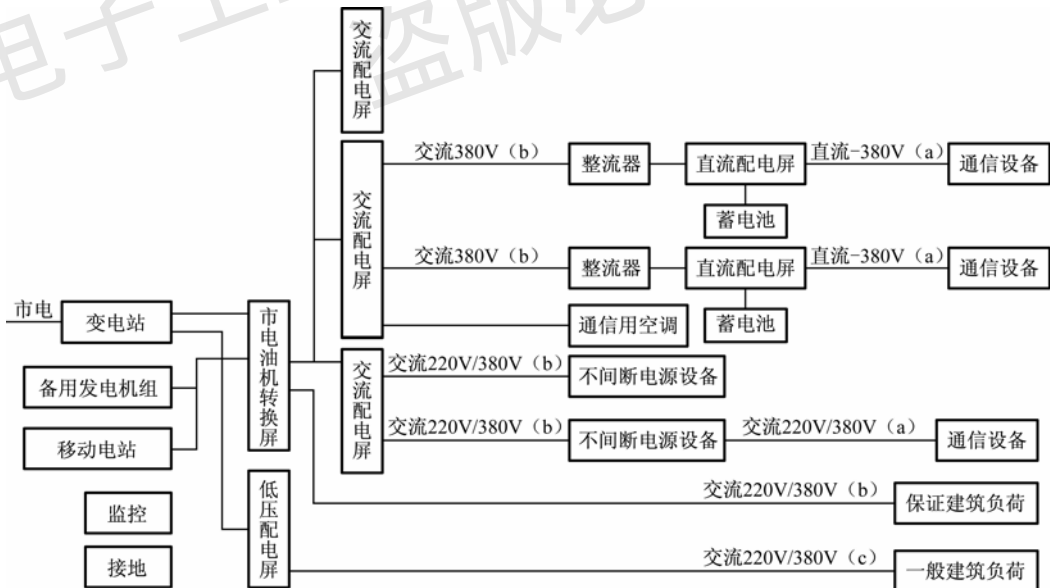 电子工
盗版必
交流配电屏
交流380V（b）
整流器
直流配电屏
直流-380V（a）
通信设备
蓄电池
交流配电屏
交流380V（b）
整流器
直流配电屏
直流-380V（a）
通信设备
蓄电池
通信用空调
市电
变电站
市电油机转换屏
备用发电机组
移动电站
交流配电屏
交流220V/380V（b）
不间断电源设备
交流220V/380V（b）
不间断电源设备
交流220V/380V（a）
通信设备
交流220V/380V（b）
保证建筑负荷
监控
接地
低压配电屏
交流220V/380V（c）
一般建筑负荷